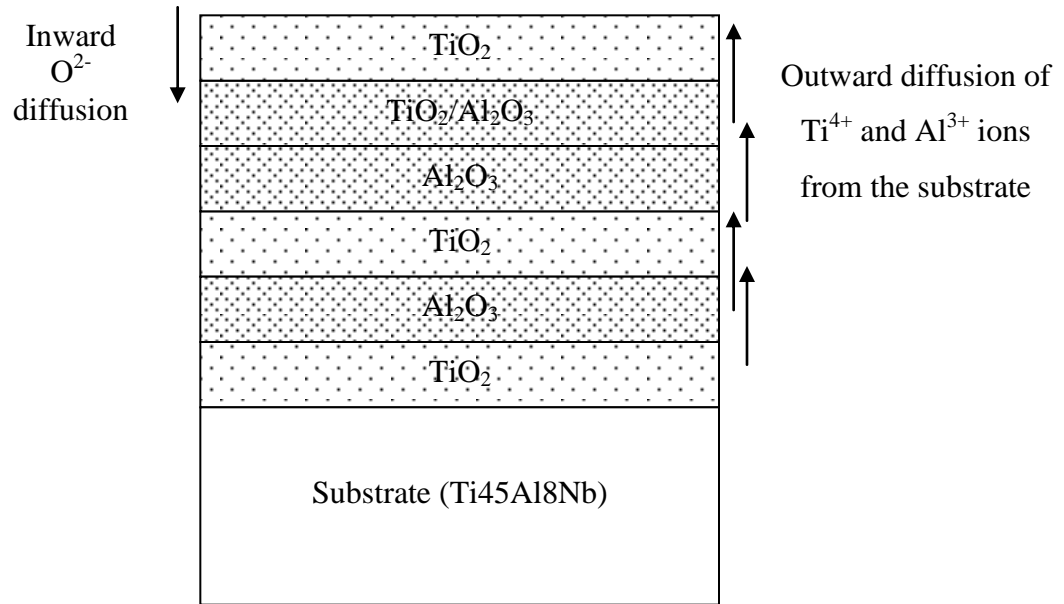 Inward
O²⁻
diffusion
TiO₂
TiO₂/Al₂O₃
Al₂O₃
TiO₂
Al₂O₃
TiO₂
Substrate (Ti45Al8Nb)
Outward diffusion of
Ti⁴⁺ and Al³⁺ ions
from the substrate